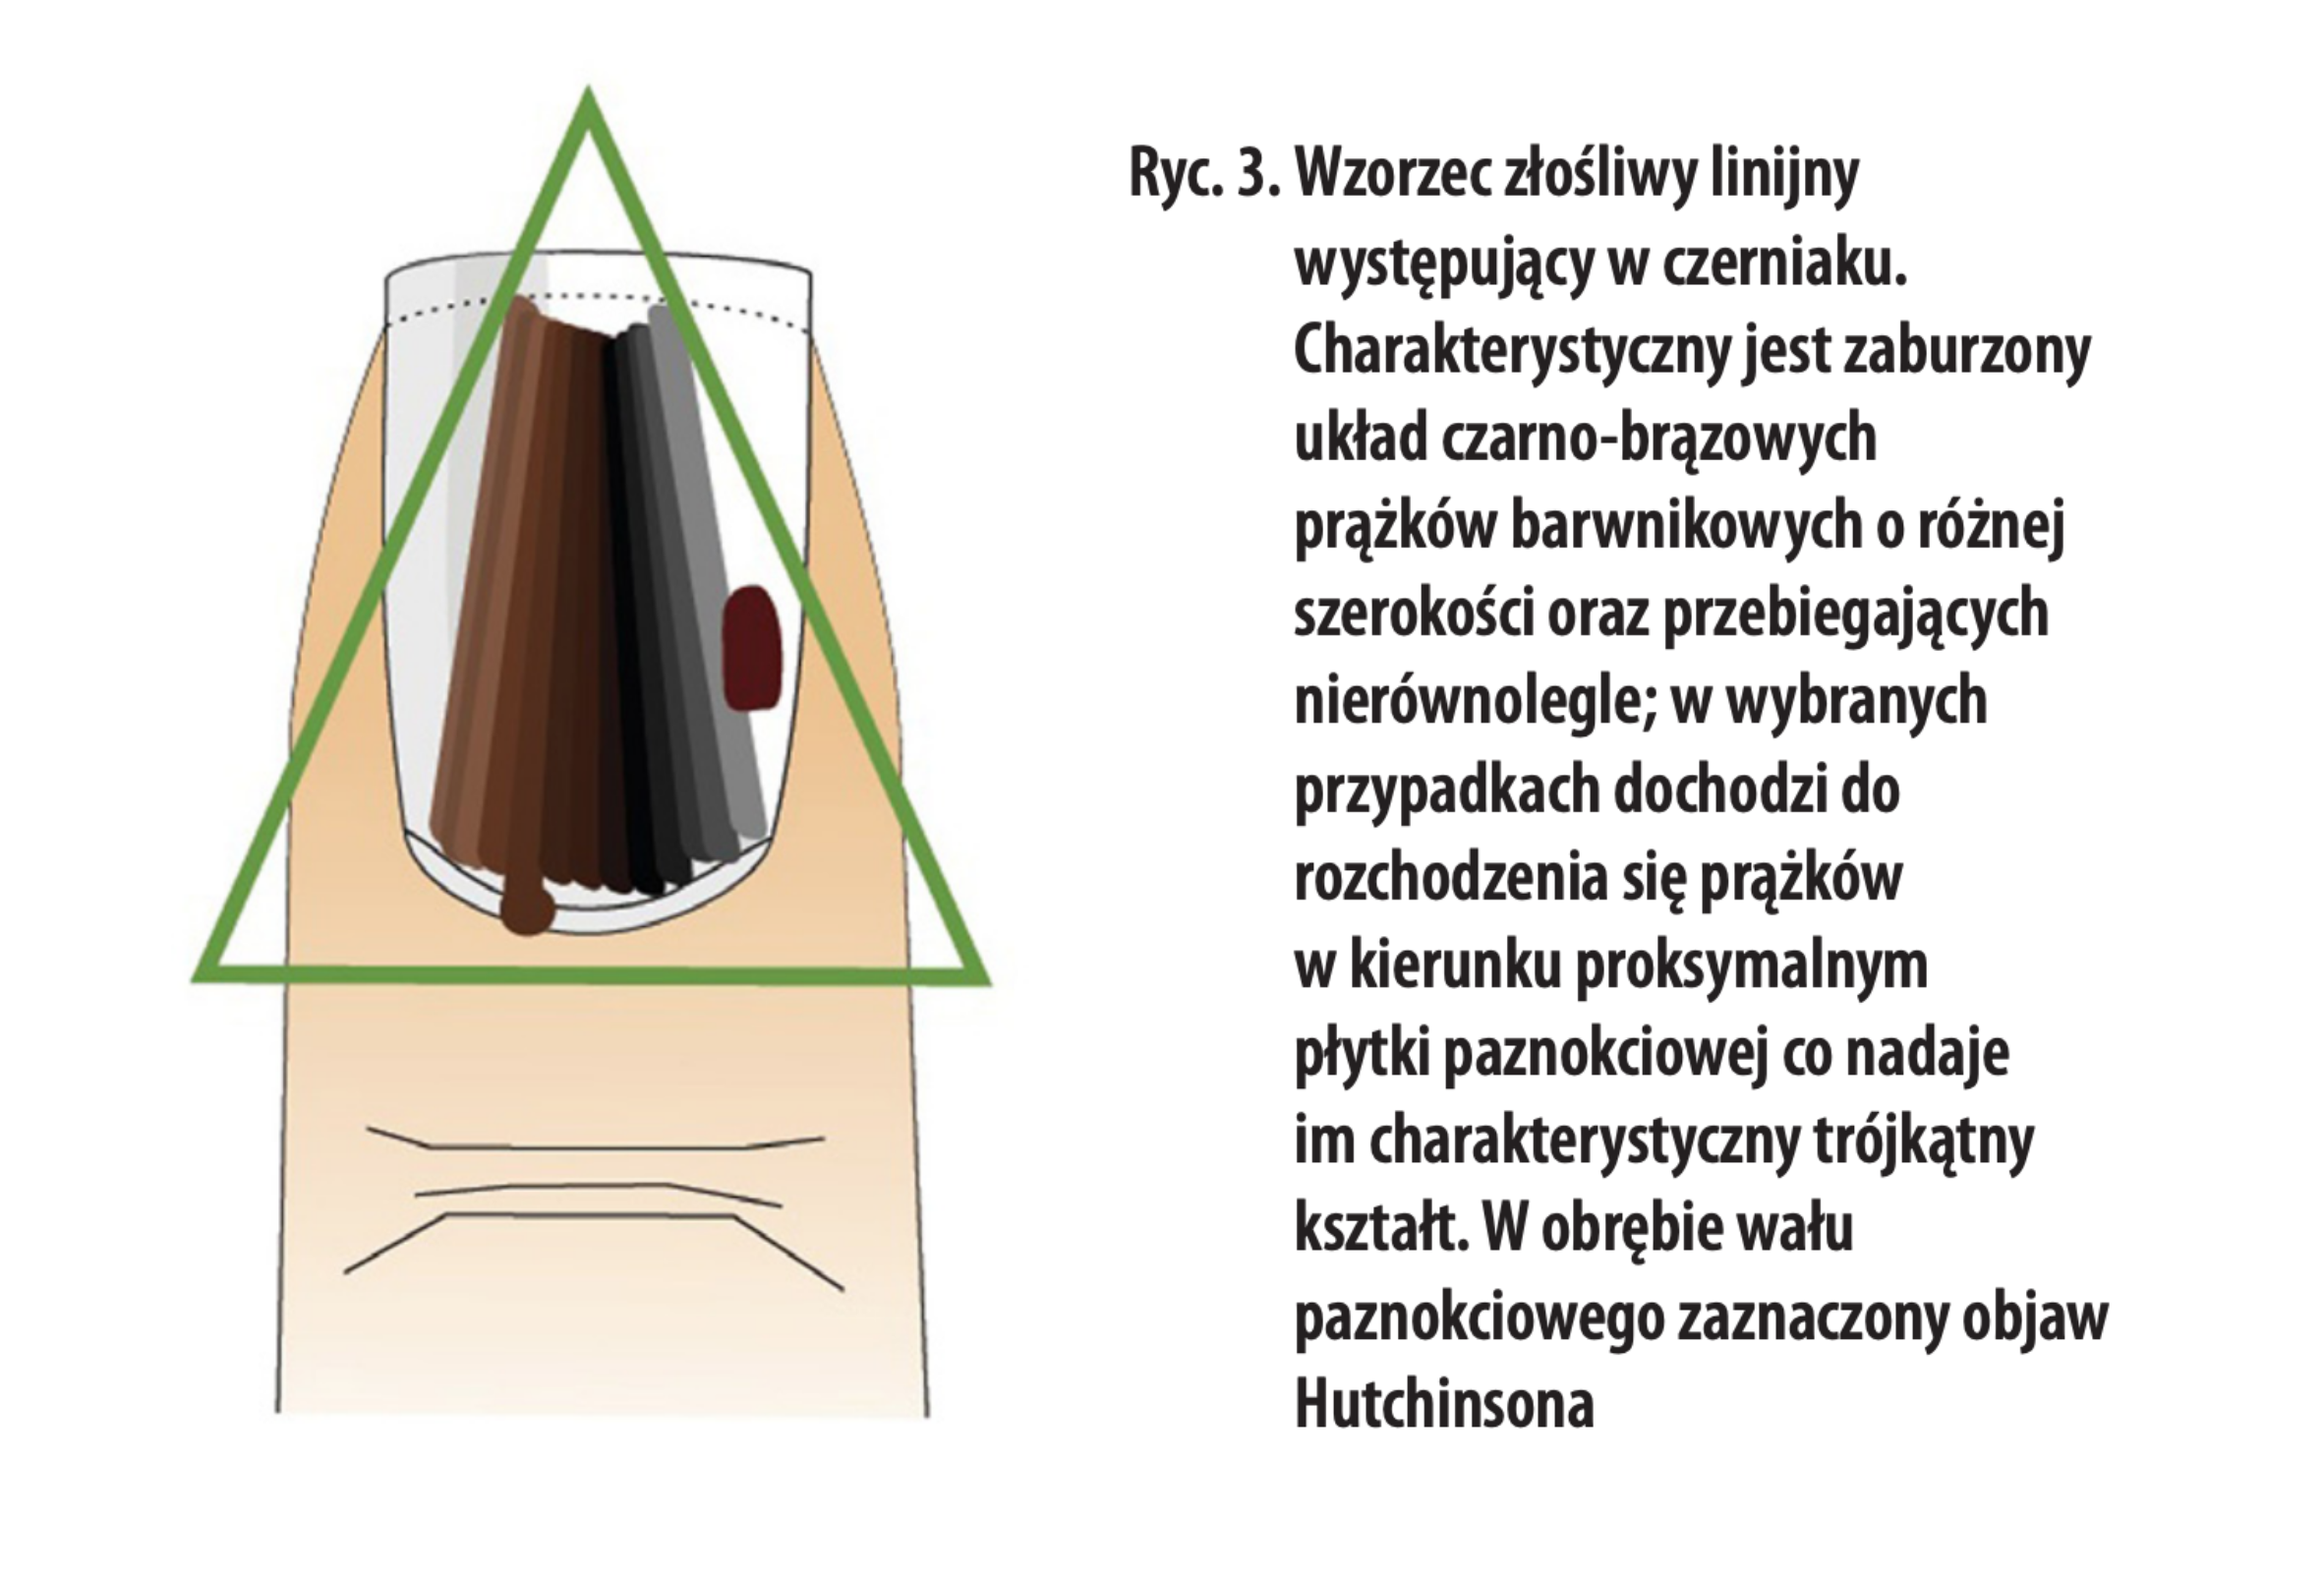 Ryc. 3. Wzorzec złośliwy linijny
występujący w czerniaku.
Charakterystyczny jest zaburzony
układ czarno-brązowych
prążków barwnikowych o różnej
szerokości oraz przebiegających
nierównolegle; w wybranych
przypadkach dochodzi do
rozchodzenia się prążków
w kierunku proksymalnym
płytki paznokciowej co nadaje
im charakterystyczny trójkątny
kształt. W obrębie wału
paznokciowego zaznaczony objaw
Hutchinsona